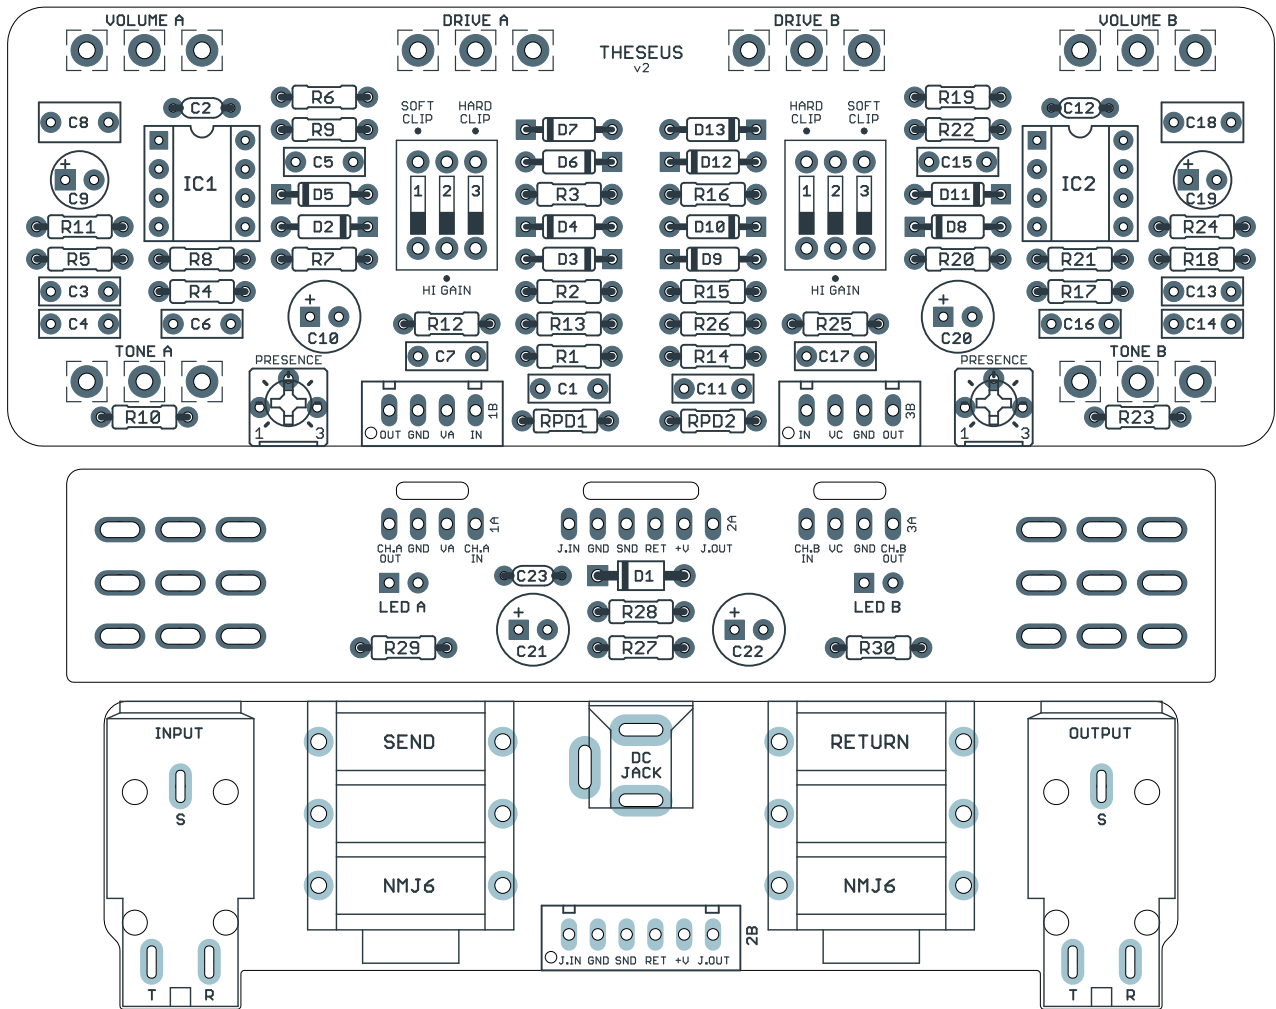 VOLUME A
DRIVE A
DRIVE B
VOLUME B
THESEUS
v2
R6
R19
C8
C2
R9
SOFT CLIP
HARD CLIP
D7
D13
HARD CLIP
SOFT CLIP
R22
C12
C18
C5
D6
D12
C15
+
C9
IC1
D5
1 2 3
R3
R16
1 2 3
D11
IC2
+
C19
R11
D2
D4
D10
D8
R24
R5
R8
R7
D3
D9
R20
R21
R18
C3
R4
HI GAIN
R2
R15
HI GAIN
R17
C13
C4
C6
+
C10
R12
R13
R26
R25
+
C20
C16
C14
TONE A
PRESENCE
C7
R1
R14
C17
PRESENCE
TONE B
C1
C11
R10
1 3
OUT GND VA IN
1B
RPD1
RPD2
IN VC GND OUT
3B
1 3
R23
1A
2A
3A
CH.A OUT
GND
VA
CH.A IN
J.IN GND SND RET +V J.OUT
CH.B IN
VC
GND
CH.B OUT
C23
D1
LED A
LED B
+
C21
R28
+
C22
R29
R27
R30
INPUT
SEND
DC
JACK
RETURN
OUTPUT
S
S
NMJ6
NMJ6
2B
J.IN GND SND RET +V J.OUT
T R
T R